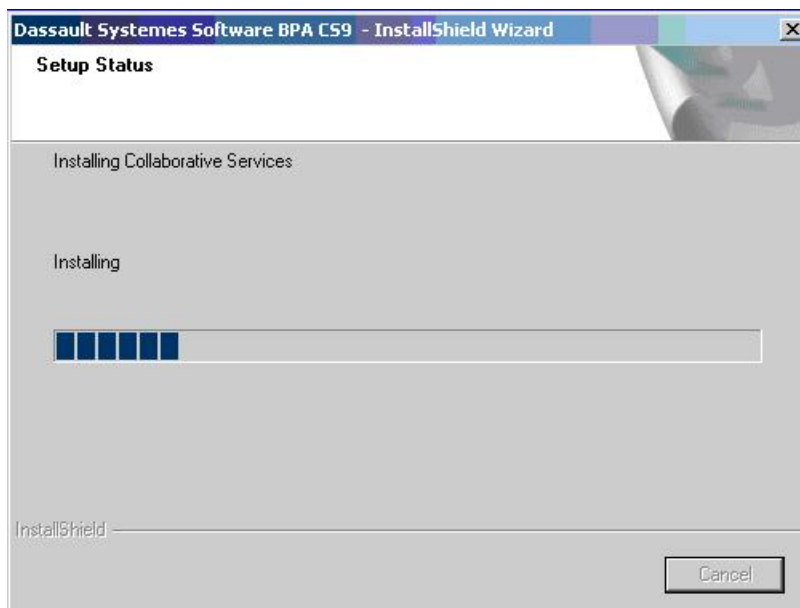 Dassault Systemes Software BPA CS9 - InstallShield Wizard
Setup Status
Installing Collaborative Services
Installing
InstallShield
Cancel